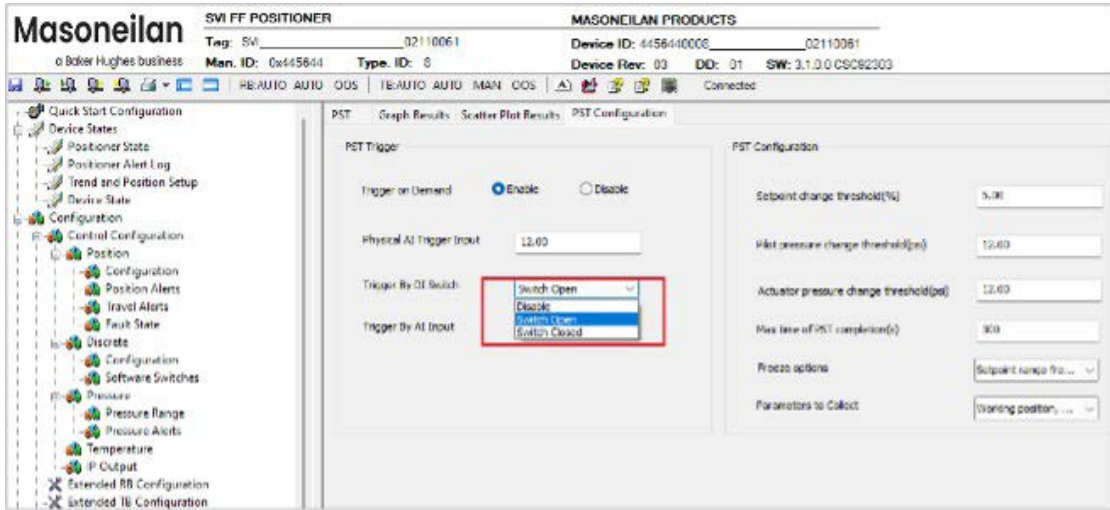 Masoneilan
a Baker Hughes business
SVI FF POSITIONER
MASONEILAN PRODUCTS
Tag: SVI_ _02110061
Device ID: 4456440008_ _02110061
Man. ID: 0x445644 Type. ID: 8
Device Rev: 03 DD: 01 SW: 3.1.0.0 CSC92303
RB:AUTO AUTO OOS TB:AUTO AUTO MAN OOS Connected
Quick Start Configuration
Device States
Positioner State
Positioner Alert Log
Trend and Position Setup
Device State
Configuration
Control Configuration
Position
Configuration
Position Alerts
Travel Alerts
Fault State
Discrete
Configuration
Software Switches
Pressure
Pressure Range
Pressure Alerts
Temperature
IP Output
Extended RB Configuration
Extended TB Configuration
PST Graph Results Scatter Plot Results PST Configuration
PST Trigger
Trigger on Demand Enable Disable
Physical AI Trigger Input 12.00
Trigger By DI Switch Switch Open
Disable
Switch Open
Switch Closed
Trigger By AI Input
PST Configuration
Setpoint change threshold(%) 5.00
Pilot pressure change threshold(psi) 12.00
Actuator pressure change threshold(psi) 12.00
Max time of PST completion(s) 300
Freeze options Setpoint range fro...
Parameters to Collect Working position, ...